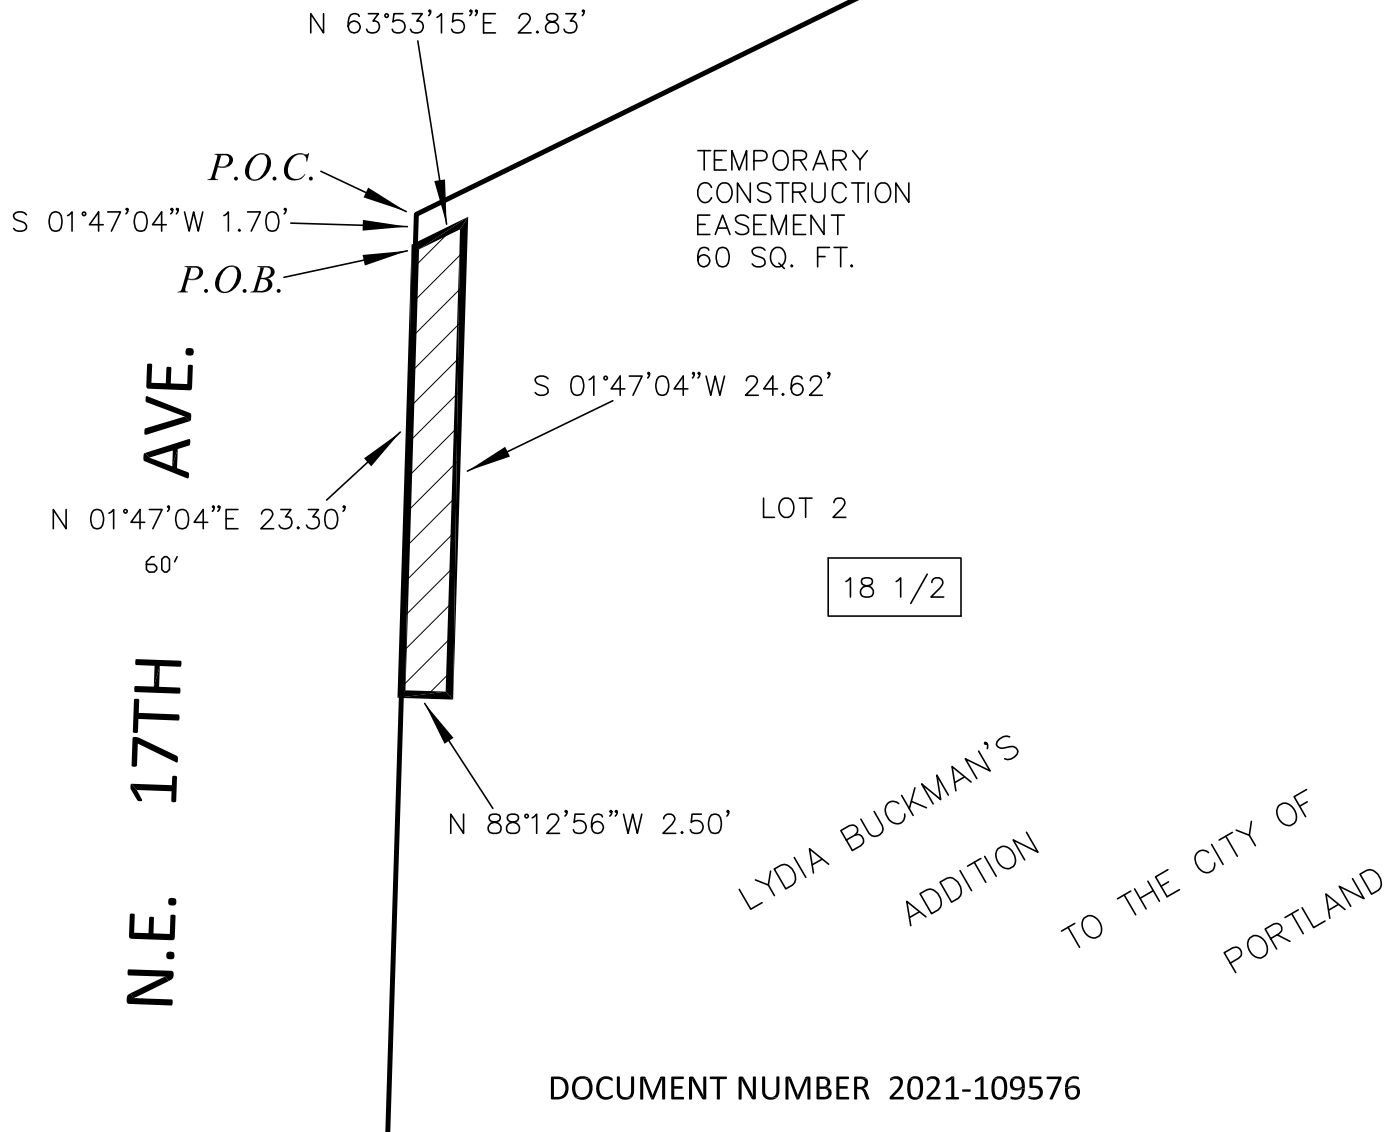 N 63°53'15"E 2.83'
P.O.C.
S 01°47'04"W 1.70'
P.O.B.
TEMPORARY
CONSTRUCTION
EASEMENT
60 SQ. FT.
S 01°47'04"W 24.62'
N 01°47'04"E 23.30'
60'
N.E. 17TH AVE.
LOT 2
18 1/2
N 88°12'56"W 2.50'
LYDIA BUCKMAN'S
ADDITION
TO THE CITY OF
PORTLAND
DOCUMENT NUMBER 2021-109576